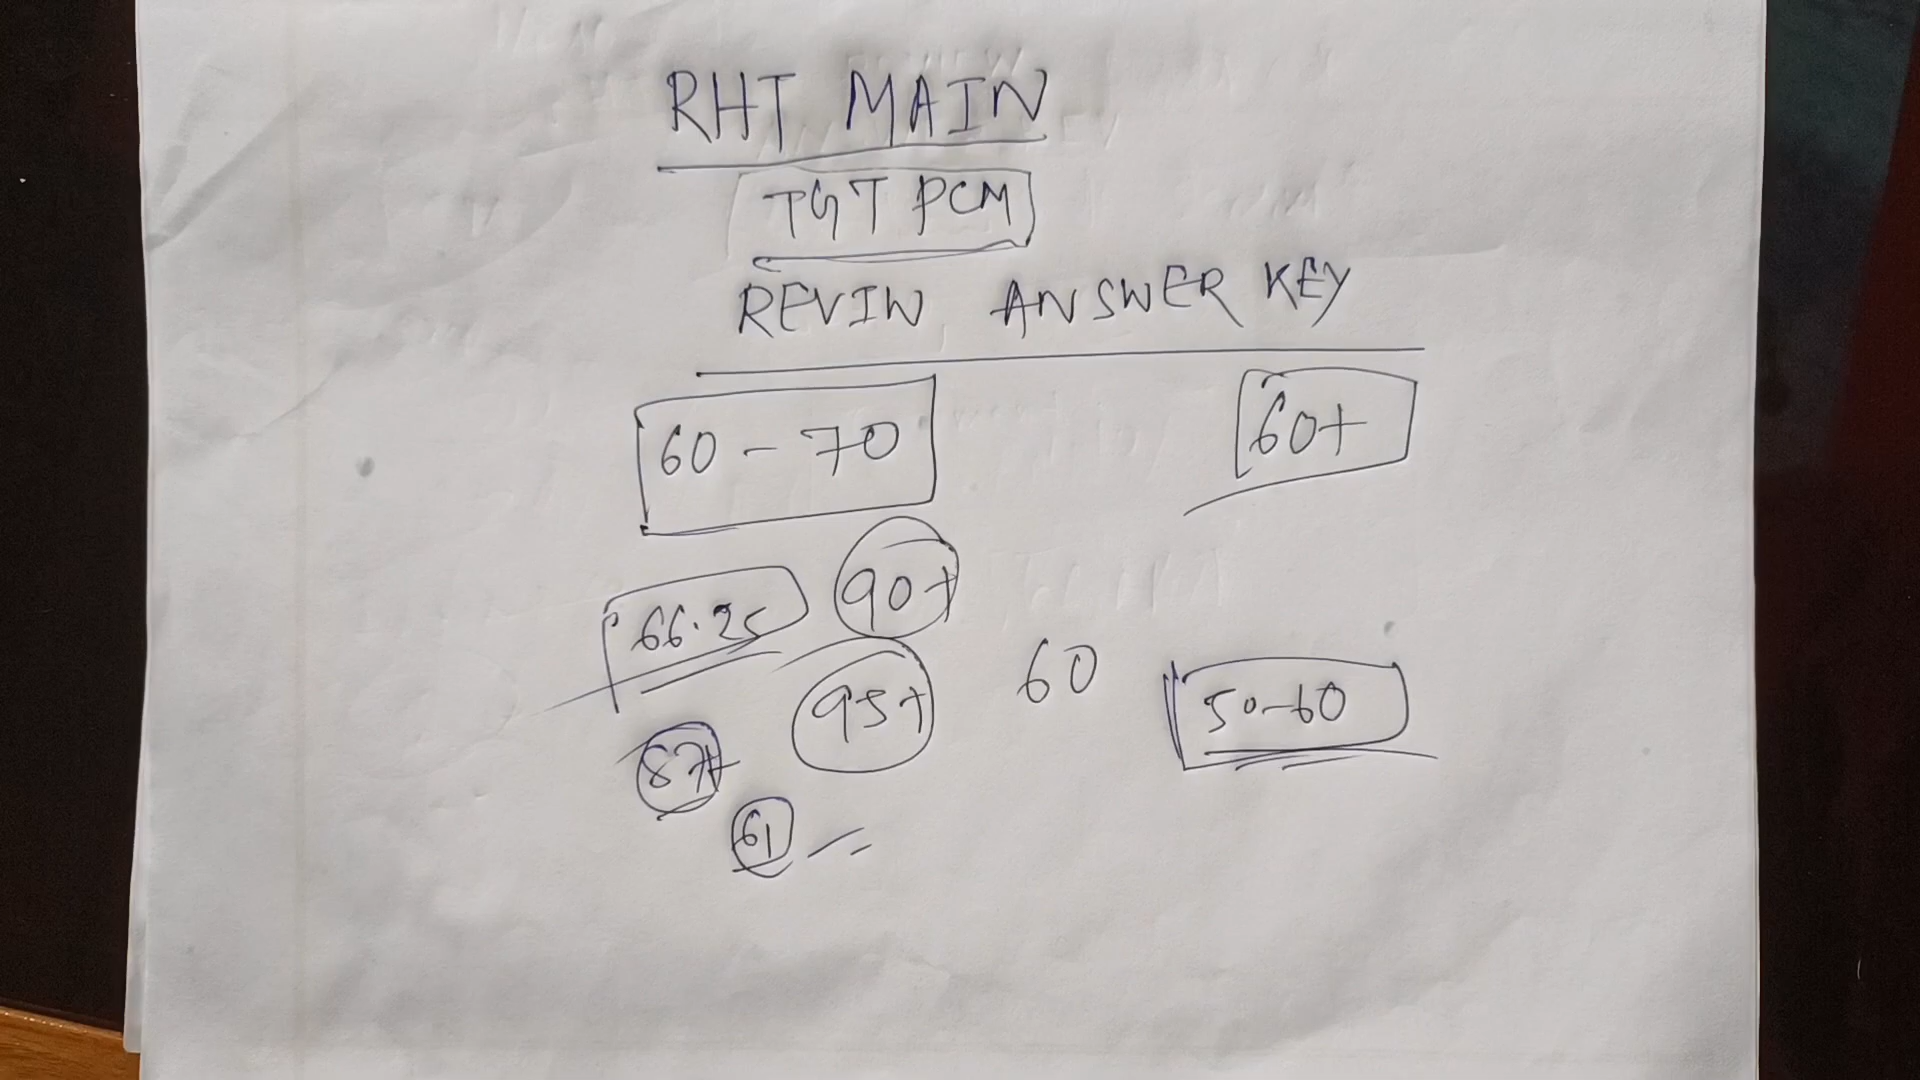 RHT MAIN
TGT PCM
REVIW ANSWER KEY
60 - 70 60+
90+
66.25
95+ 60 50-60
87+
61